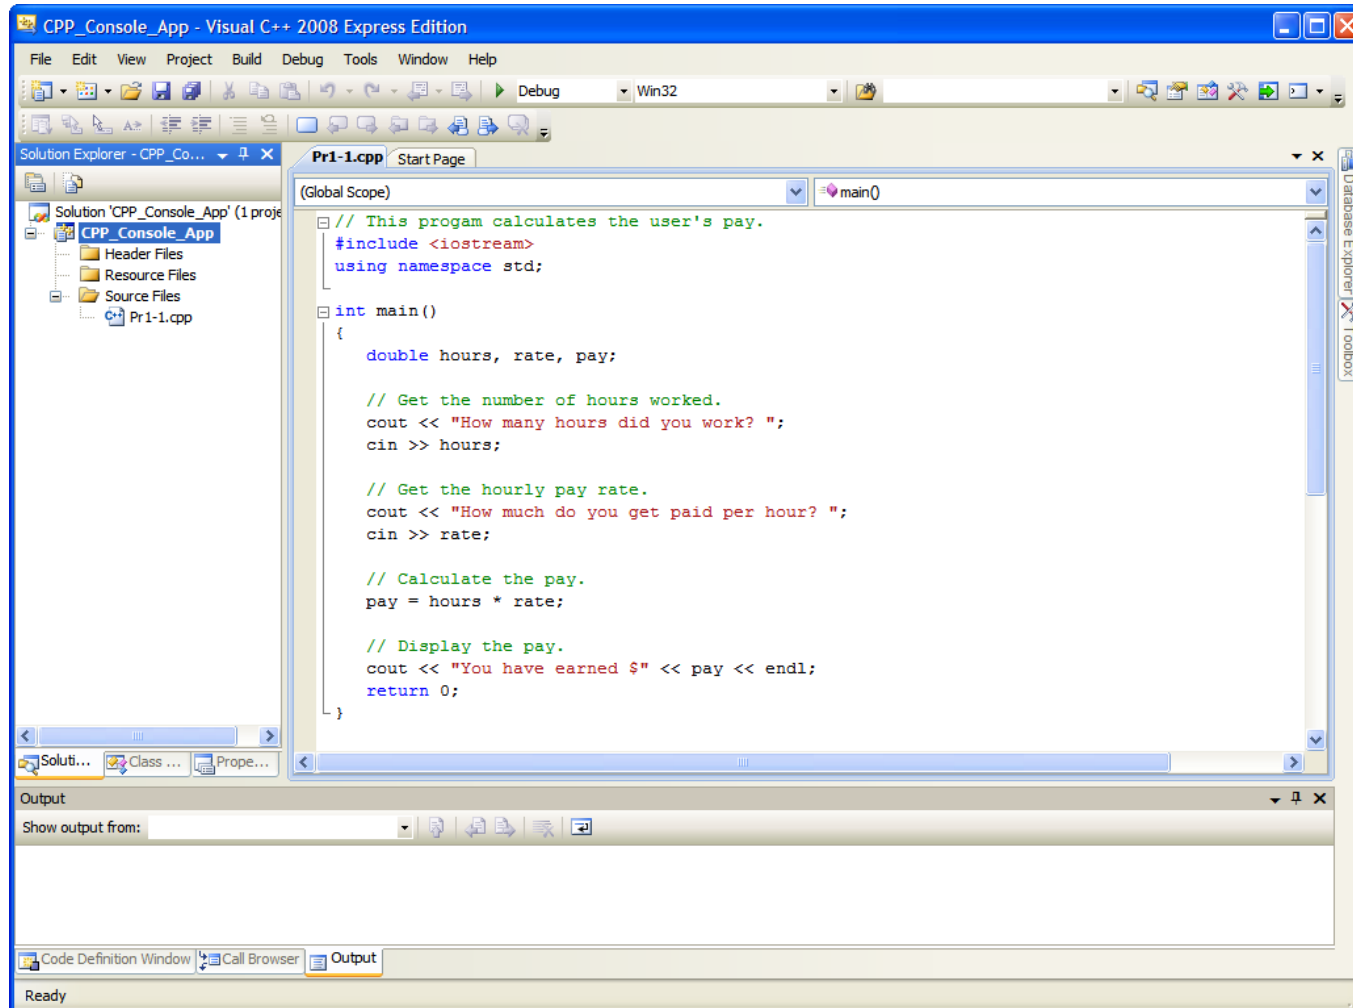 CPP_Console_App - Visual C++ 2008 Express Edition
File Edit View Project Build Debug Tools Window Help
Debug Win32
Solution Explorer - CPP_Co...
Solution 'CPP_Console_App' (1 proje
CPP_Console_App
Header Files
Resource Files
Source Files
Pr1-1.cpp
Soluti... Class ... Prope...
Pr1-1.cpp Start Page
(Global Scope) main()
// This progam calculates the user's pay.
#include <iostream>
using namespace std;
int main()
{
double hours, rate, pay;
// Get the number of hours worked.
cout << "How many hours did you work? ";
cin >> hours;
// Get the hourly pay rate.
cout << "How much do you get paid per hour? ";
cin >> rate;
// Calculate the pay.
pay = hours * rate;
// Display the pay.
cout << "You have earned $" << pay << endl;
return 0;
}
Database Explorer
Toolbox
Output
Show output from:
Code Definition Window Call Browser Output
Ready